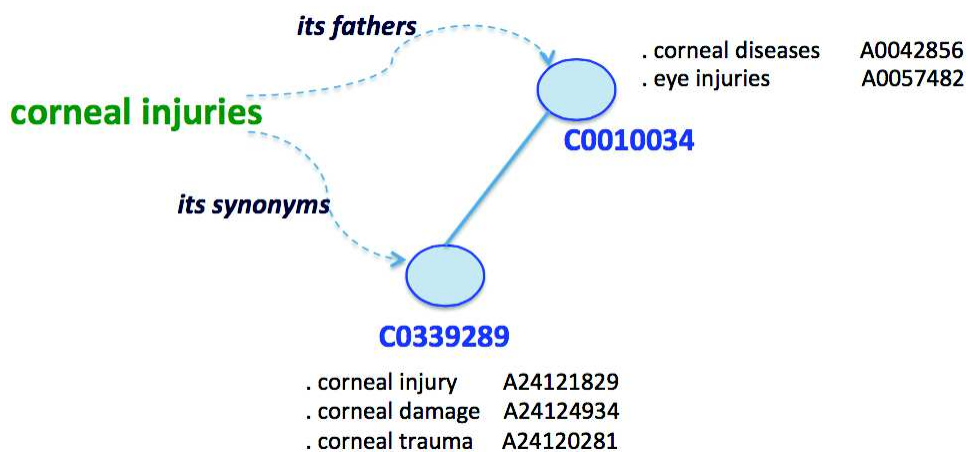 its fathers
. corneal diseases A0042856
. eye injuries A0057482
corneal injuries
C0010034
its synonyms
C0339289
. corneal injury A24121829
. corneal damage A24124934
. corneal trauma A24120281